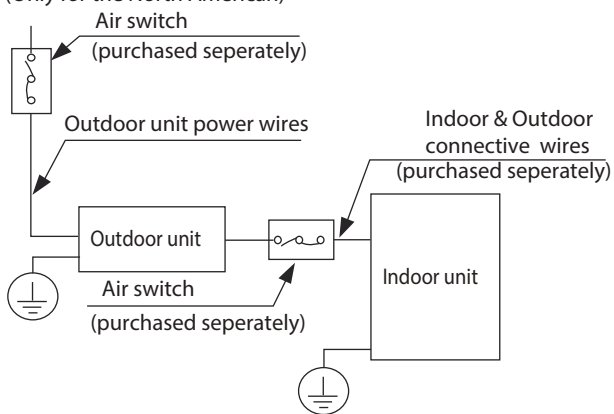 (Only for the North American)
Air switch
(purchased seperately)
Outdoor unit power wires
Indoor & Outdoor
connective wires
(purchased seperately)
Outdoor unit
Indoor unit
Air switch
(purchased seperately)